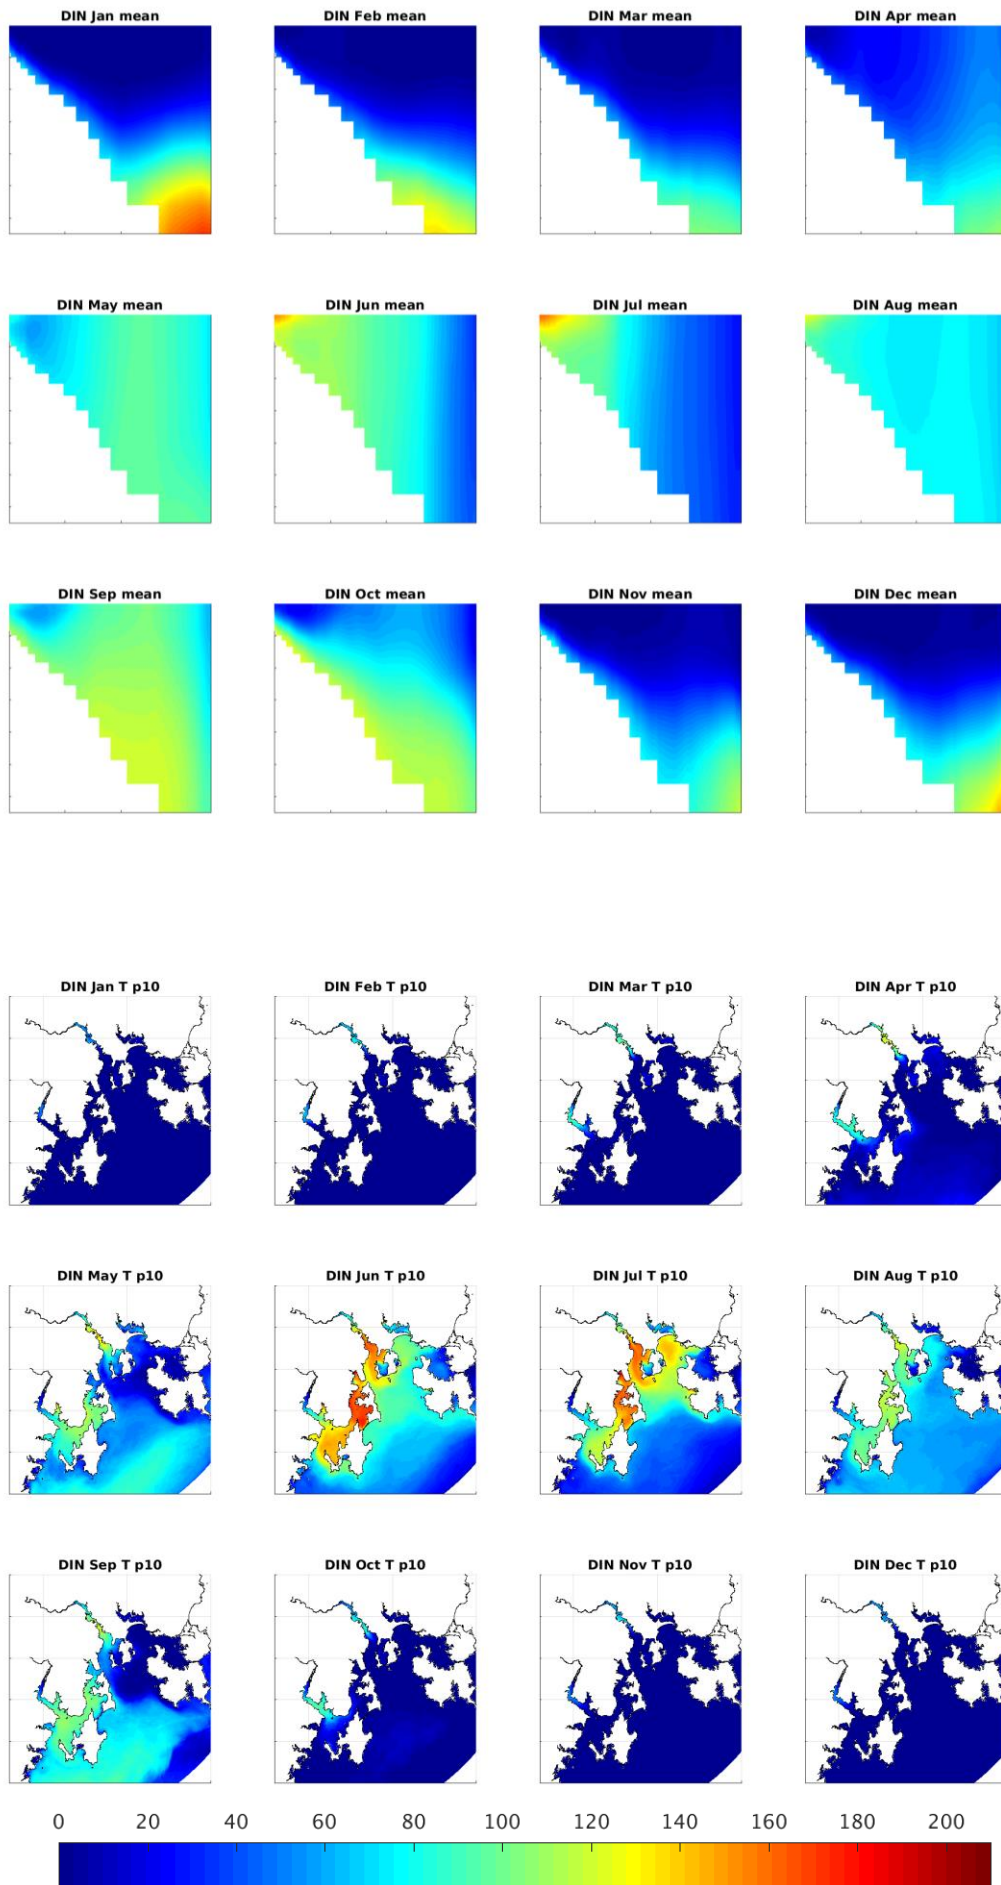 DIN Jan mean DIN Feb mean DIN Mar mean DIN Apr mean
DIN May mean DIN Jun mean DIN Jul mean DIN Aug mean
DIN Sep mean DIN Oct mean DIN Nov mean DIN Dec mean
DIN Jan T p10 DIN Feb T p10 DIN Mar T p10 DIN Apr T p10
DIN May T p10 DIN Jun T p10 DIN Jul T p10 DIN Aug T p10
DIN Sep T p10 DIN Oct T p10 DIN Nov T p10 DIN Dec T p10
0 20 40 60 80 100 120 140 160 180 200